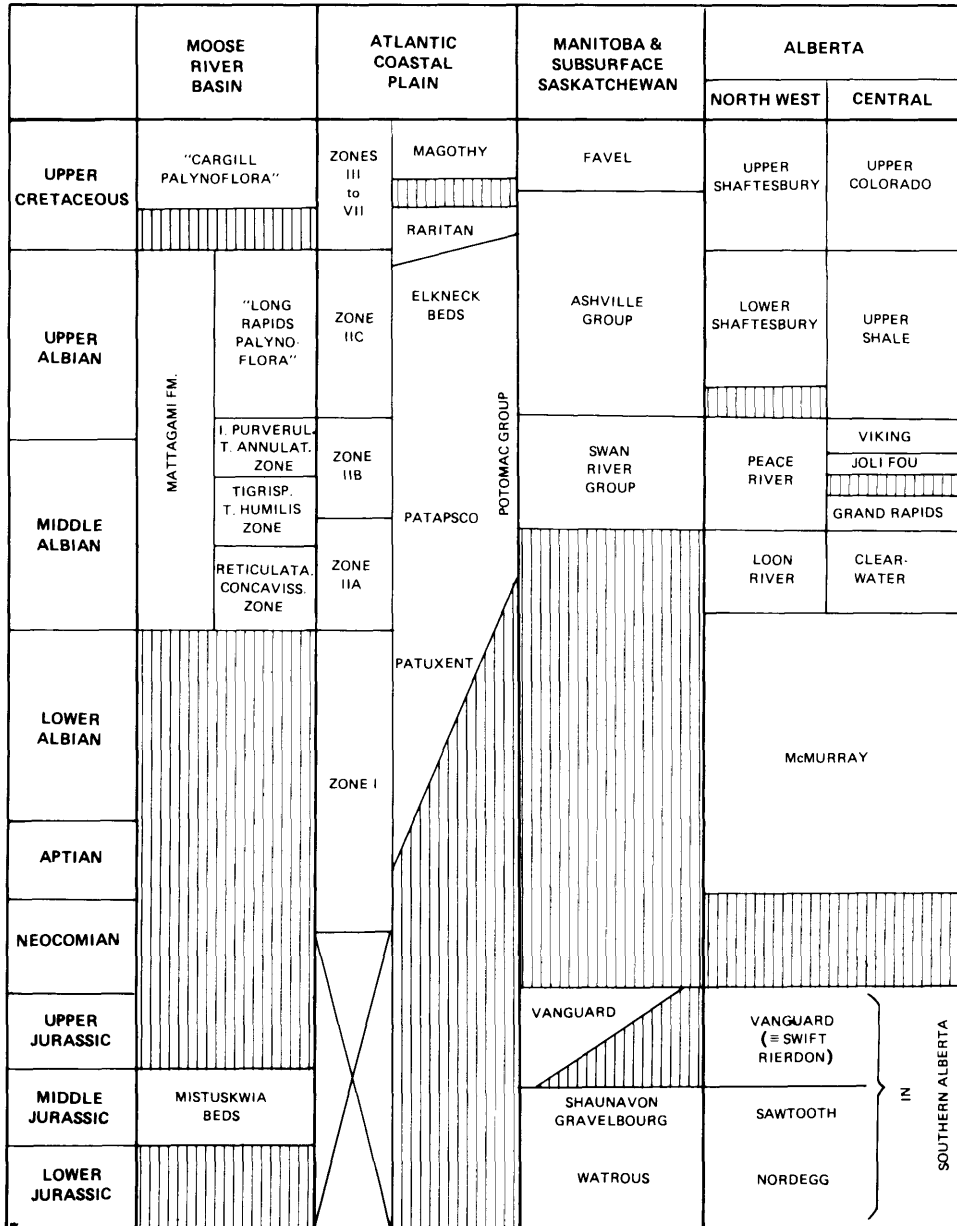 MOOSE
RIVER
BASIN
ATLANTIC
COASTAL
PLAIN
MANITOBA &
SUBSURFACE
SASKATCHEWAN
ALBERTA
NORTH WEST
CENTRAL
UPPER
CRETACEOUS
"CARGILL
PALYNOFLORA"
ZONES
III
to
VII
MAGOTHY
RARITAN
FAVEL
UPPER
SHAFTESBURY
UPPER
COLORADO
UPPER
ALBIAN
MATTAGAMI FM.
"LONG
RAPIDS
PALYNO-
FLORA"
ZONE
IIC
ELKNECK
BEDS
POTOMAC GROUP
ASHVILLE
GROUP
LOWER
SHAFTESBURY
UPPER
SHALE
MIDDLE
ALBIAN
I. PURVERUL.
T. ANNULAT.
ZONE
TIGRISP.
T. HUMILIS
ZONE
RETICULATA.
CONCAVISS.
ZONE
ZONE
IIB
ZONE
IIA
PATAPSCO
SWAN
RIVER
GROUP
PEACE
RIVER
VIKING
JOLI FOU
GRAND RAPIDS
LOON
RIVER
CLEAR-
WATER
LOWER
ALBIAN
ZONE I
PATUXENT
McMURRAY
APTIAN
NEOCOMIAN
UPPER
JURASSIC
VANGUARD
VANGUARD
(≡ SWIFT
RIERDON)
IN
SOUTHERN ALBERTA
MIDDLE
JURASSIC
MISTUSKWIA
BEDS
SHAUNAVON
GRAVELBOURG
SAWTOOTH
LOWER
JURASSIC
WATROUS
NORDEGG